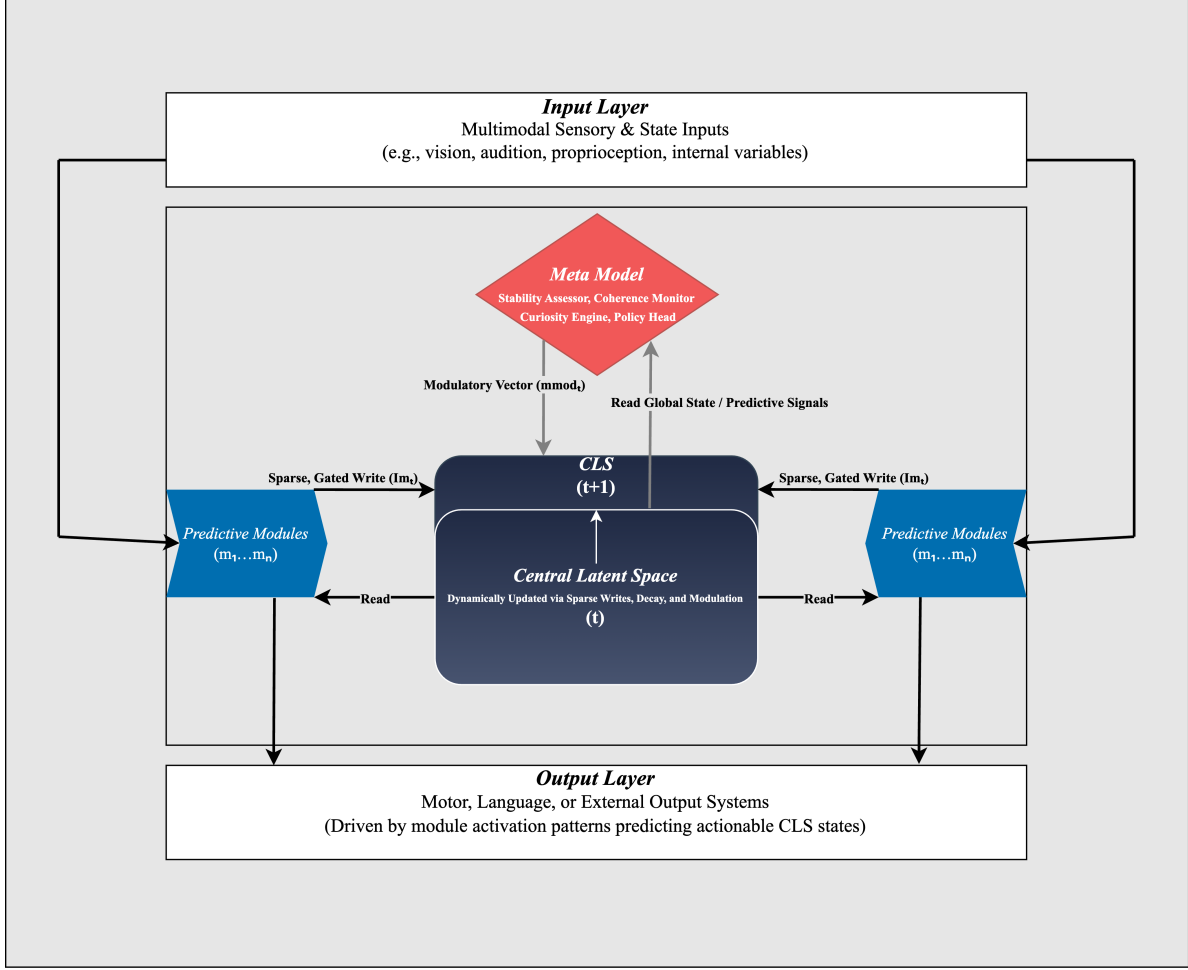 Input Layer
Multimodal Sensory & State Inputs
(e.g., vision, audition, proprioception, internal variables)
Meta Model
Stability Assessor, Coherence Monitor
Curiosity Engine, Policy Head
Modulatory Vector (mmodₜ)
Read Global State / Predictive Signals
CLS
(t+1)
Sparse, Gated Write (Imₜ)
Sparse, Gated Write (Imₜ)
Predictive Modules
(m₁…mₙ)
Predictive Modules
(m₁…mₙ)
Central Latent Space
Dynamically Updated via Sparse Writes, Decay, and Modulation
(t)
Read
Read
Output Layer
Motor, Language, or External Output Systems
(Driven by module activation patterns predicting actionable CLS states)